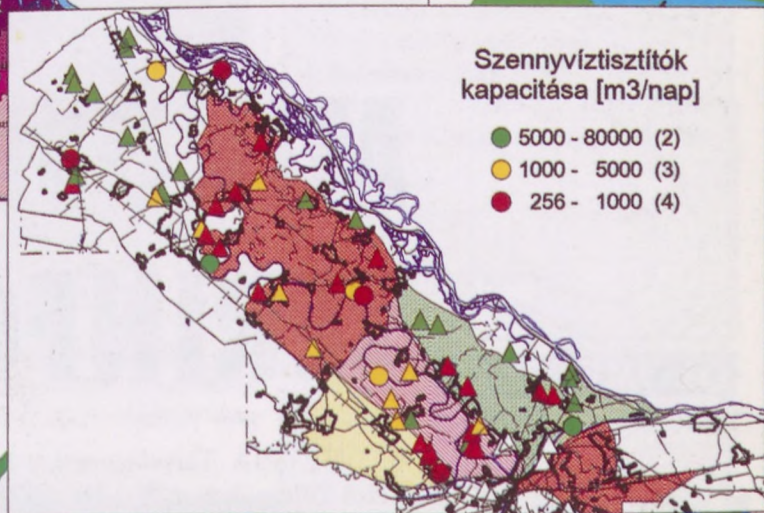 Szennyvíztisztítók
kapacitása [m3/nap]
5000 - 80000 (2)
1000 - 5000 (3)
256 - 1000 (4)